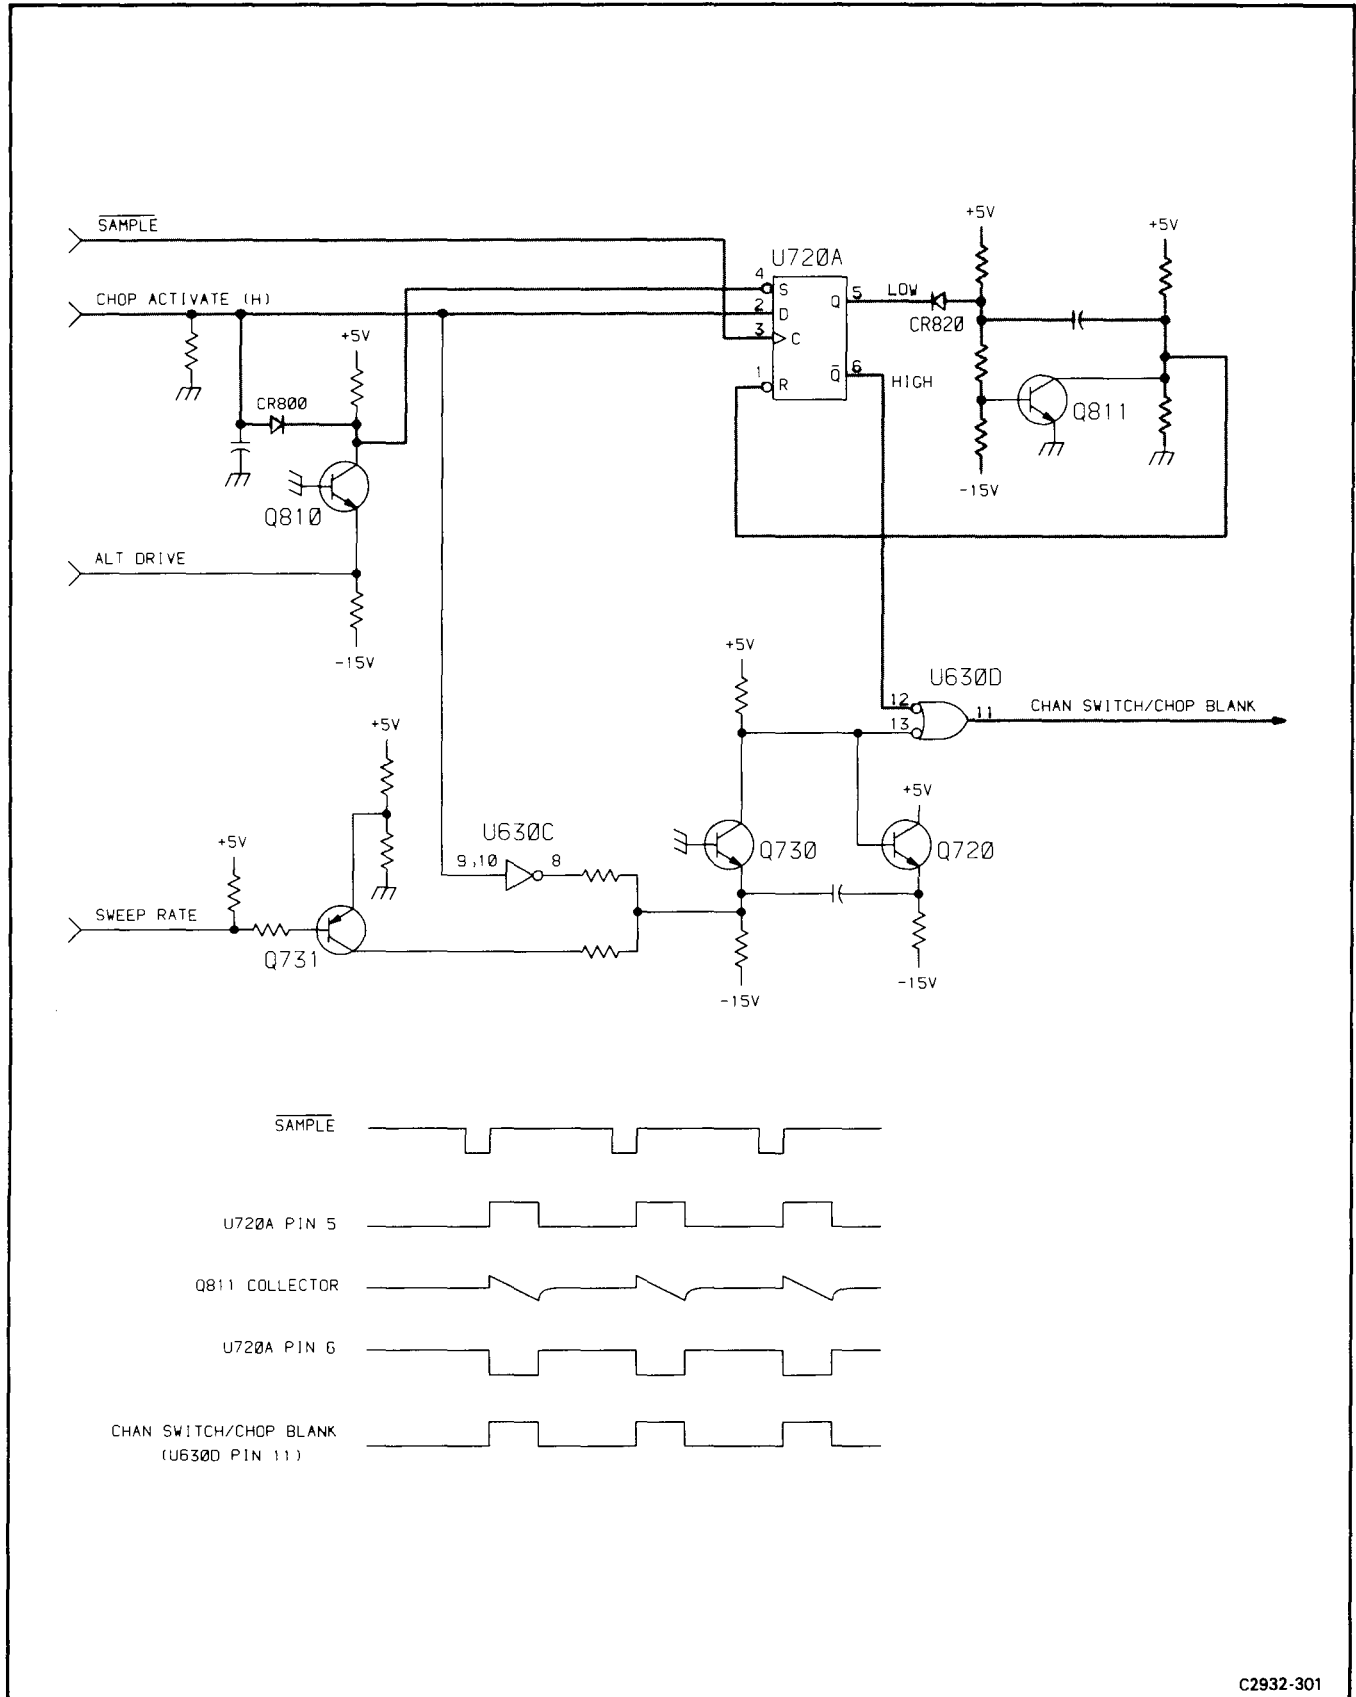 SAMPLE
CHOP ACTIVATE (H)
+5V
CR800
Q810
ALT DRIVE
-15V
U720A
4
S
2
D
3
C
1
R
Q
5
LOW
Q̅
6
HIGH
CR820
+5V
+5V
Q811
-15V
+5V
U630D
12
13
11
CHAN SWITCH/CHOP BLANK
+5V
+5V
U630C
9,10
8
Q730
+5V
Q720
SWEEP RATE
Q731
-15V
-15V
SAMPLE
U720A PIN 5
Q811 COLLECTOR
U720A PIN 6
CHAN SWITCH/CHOP BLANK
(U630D PIN 11)
C2932-301